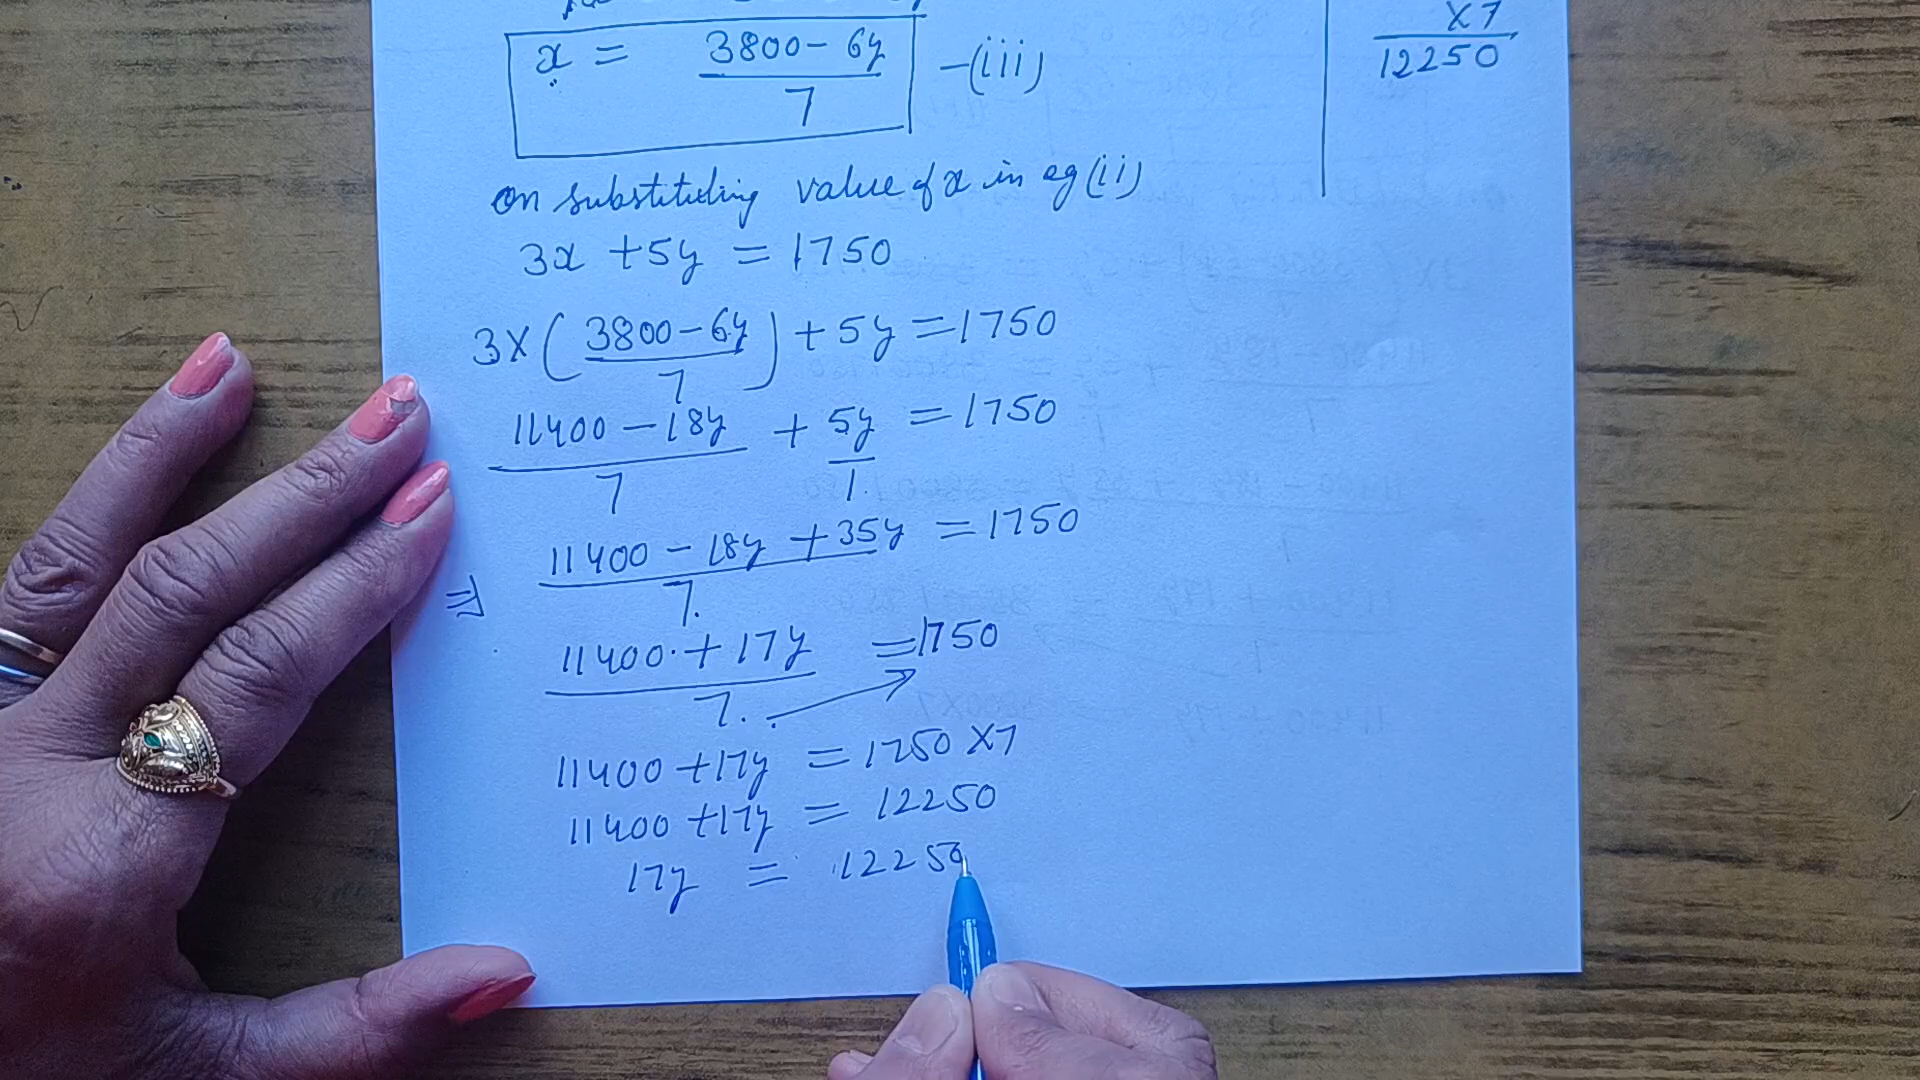 x = 3800 - 6y / 7 - (iii)
x 7
12250
on substituting value of x in eq (ii)
3x + 5y = 1750
3 x ( 3800 - 6y / 7 ) + 5y = 1750
11400 - 18y / 7 + 5y / 1. = 1750
⇒ 11400 - 18y + 35y / 7. = 1750
11400 + 17y / 7. = 1750
11400 + 17y = 1750 x 7
11400 + 17y = 12250
17y = 12250